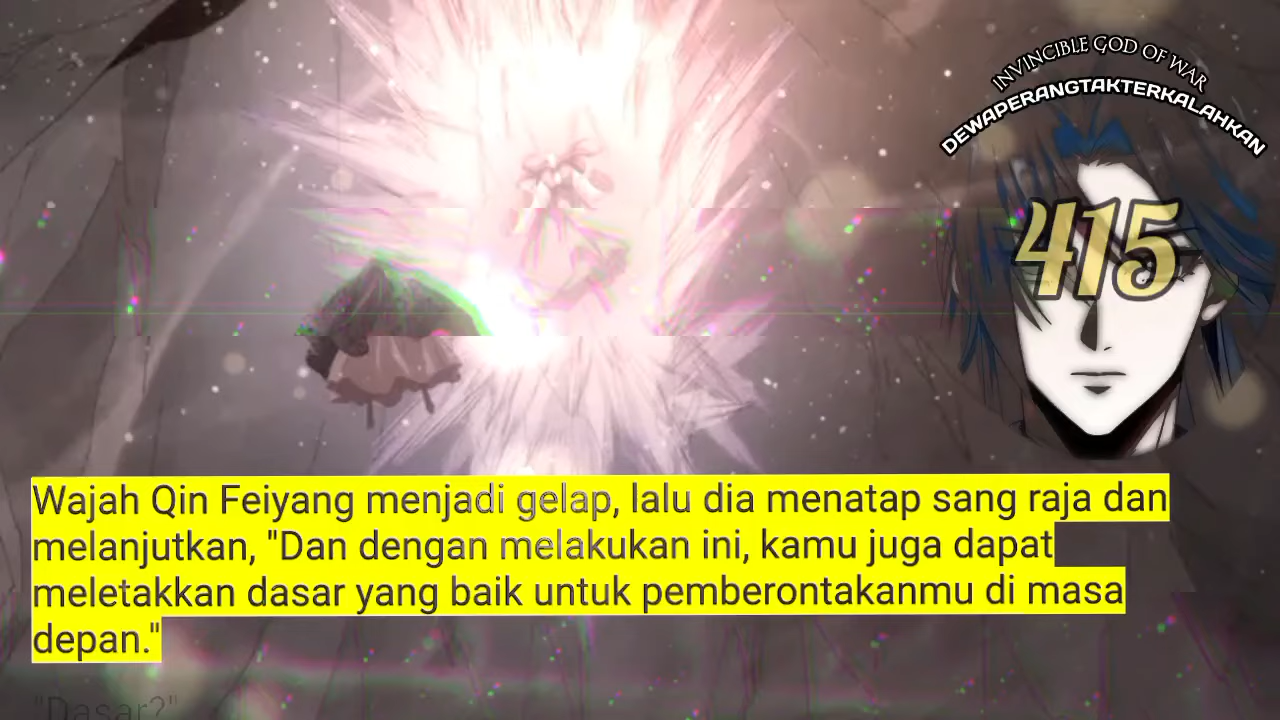 INVINCIBLE GOD OF WAR
DEWAPERANGTAKTERKALAHKAN
415
Wajah Qin Feiyang menjadi gelap, lalu dia menatap sang raja dan
melanjutkan, "Dan dengan melakukan ini, kamu juga dapat
meletakkan dasar yang baik untuk pemberontakanmu di masa
depan."
"Dasar?"